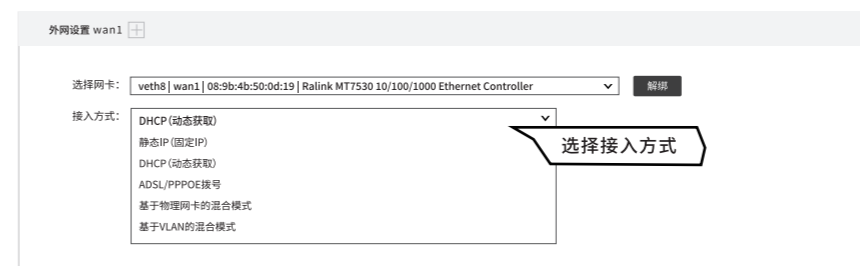 外网设置 wan1
选择网卡： veth8 | wan1 | 08:9b:4b:50:0d:19 | Ralink MT7530 10/100/1000 Ethernet Controller 解绑
接入方式： DHCP (动态获取)
静态IP (固定IP)
DHCP (动态获取)
ADSL/PPPOE拨号
基于物理网卡的混合模式
基于VLAN的混合模式
选择接入方式